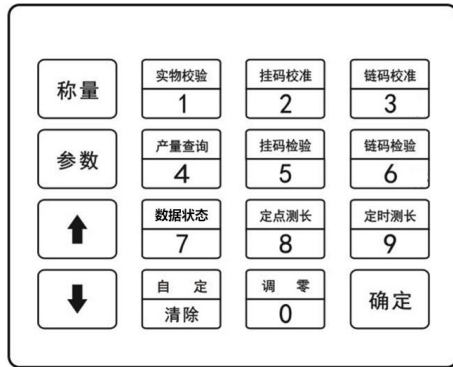 称量
实物校验
1
挂码校准
2
链码校准
3
参数
产量查询
4
挂码检验
5
链码检验
6
数据状态
7
定点测长
8
定时测长
9
自 定
清除
调 零
0
确定